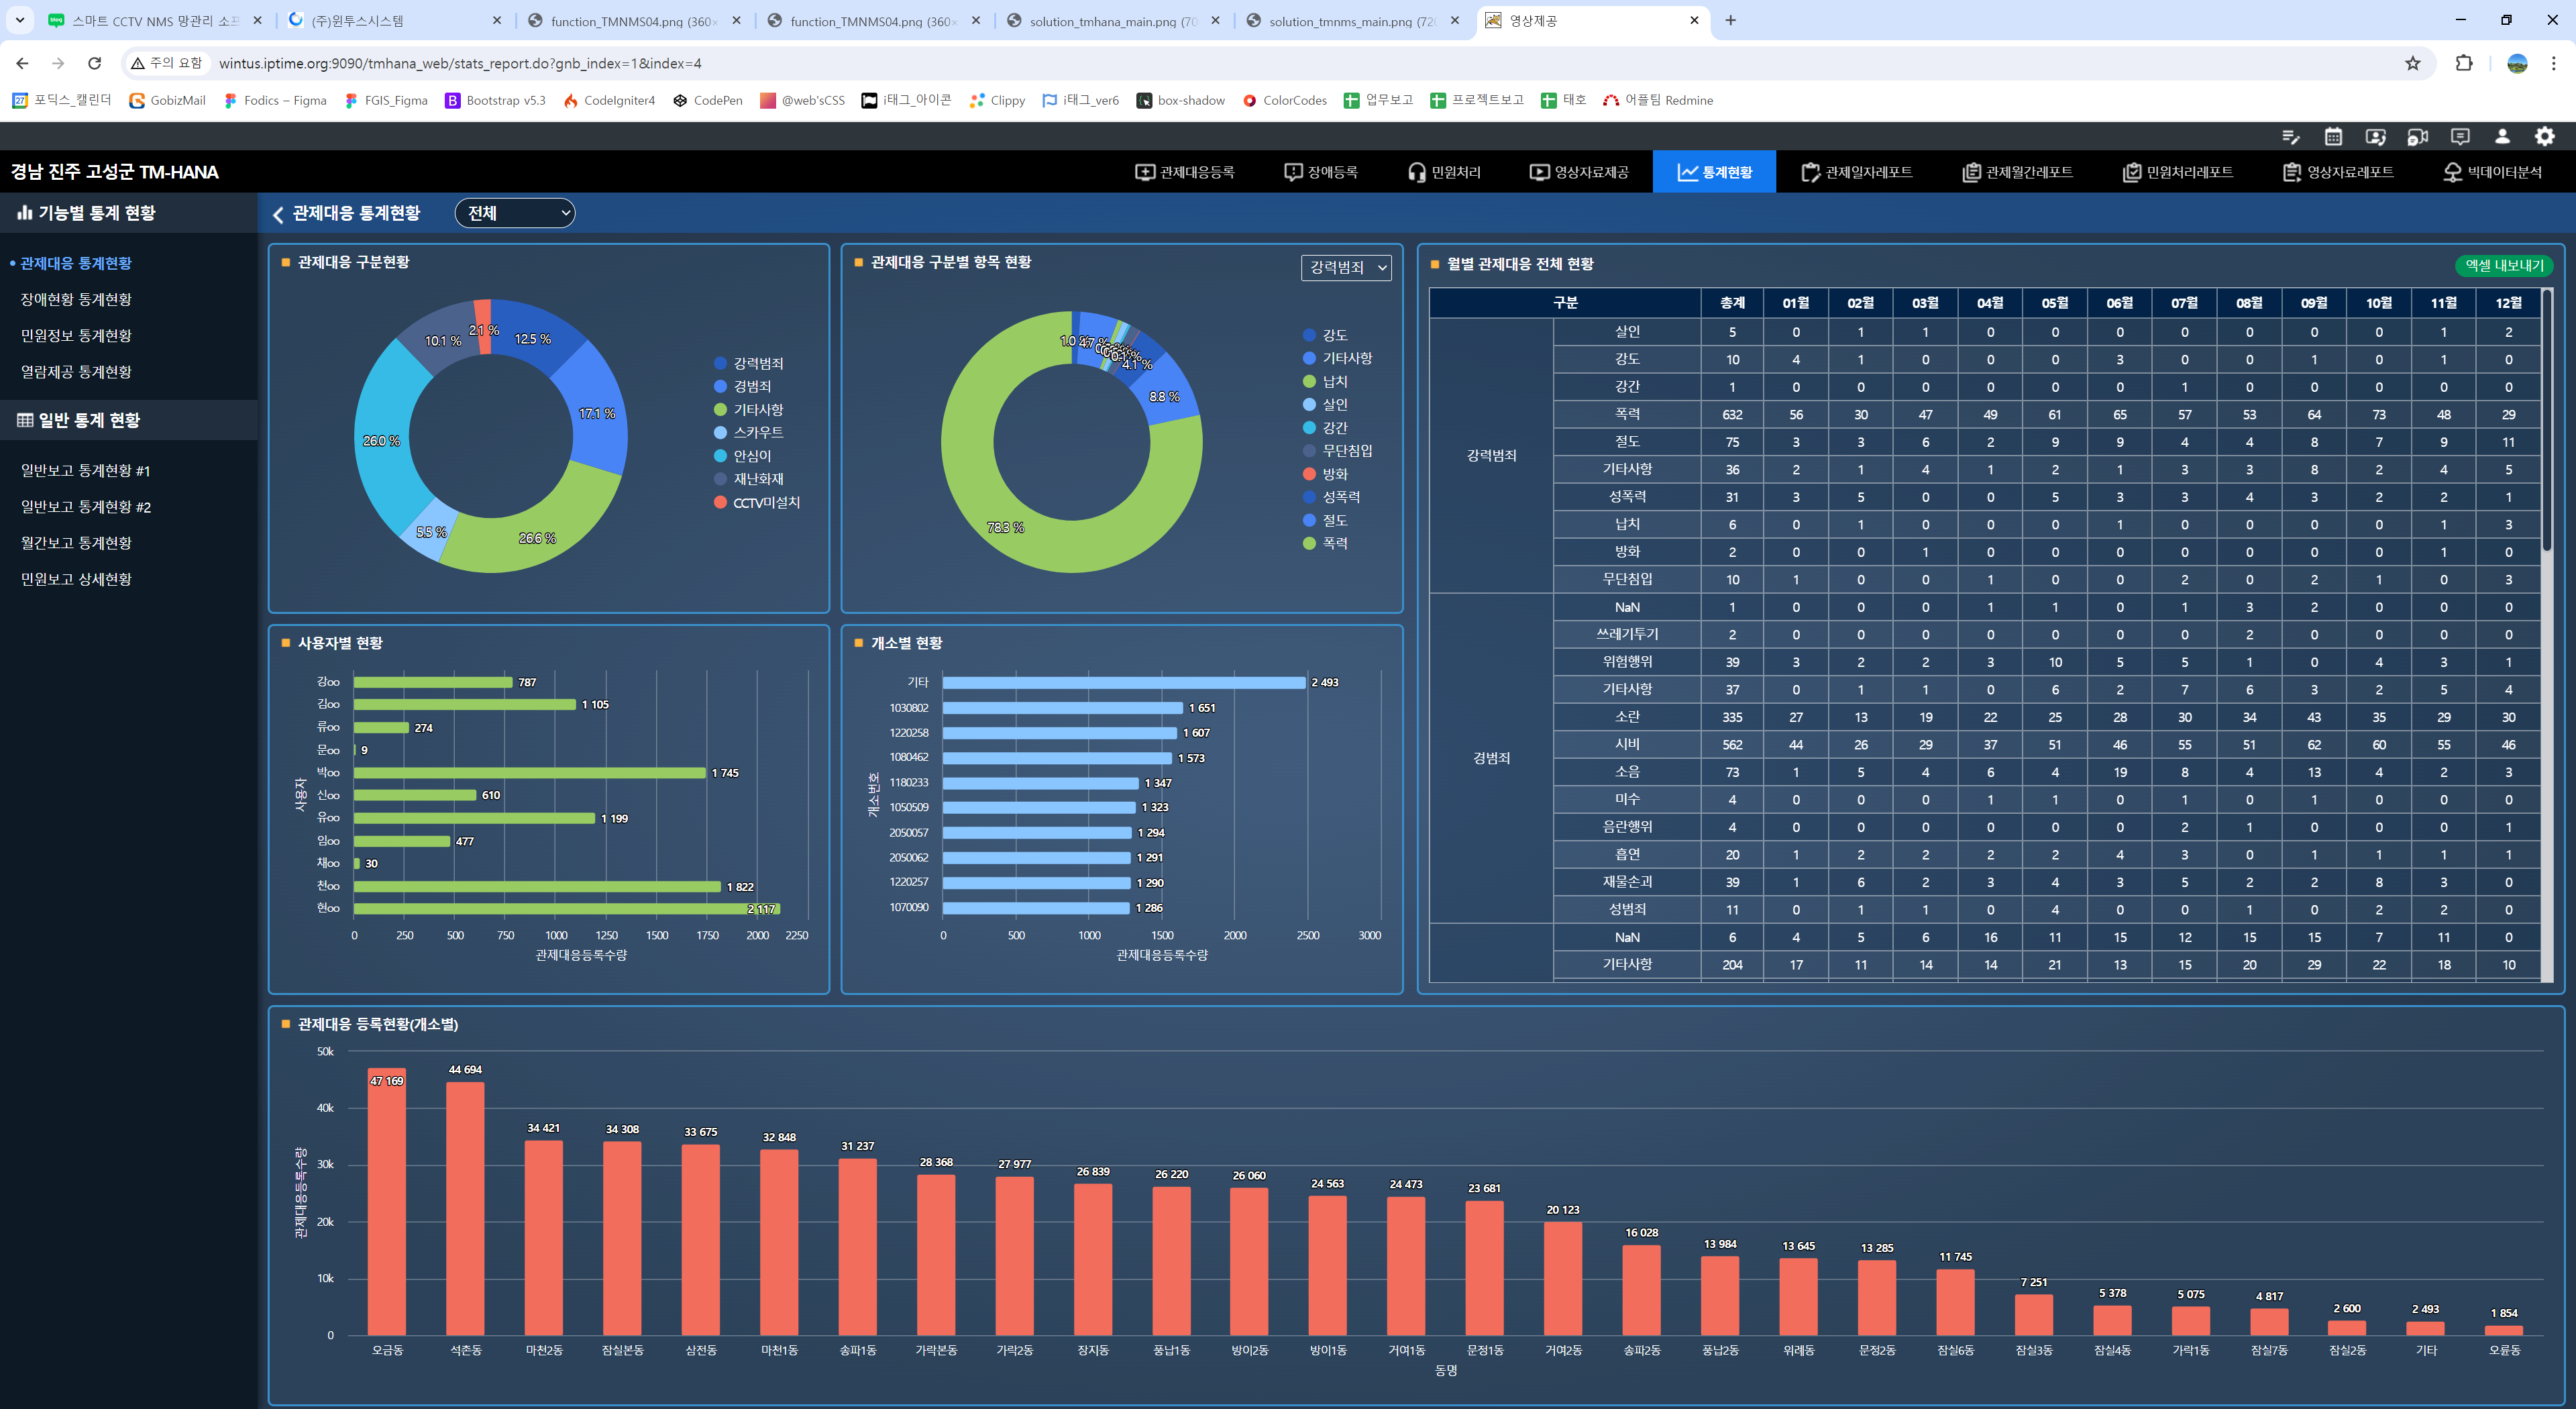 스마트 CCTV NMS 망관리 소프
(주)윈투스시스템
function_TMNMS04.png (360×
function_TMNMS04.png (360×
solution_tmhana_main.png (70
solution_tmnms_main.png (720
영상제공
주의 요함 wintus.iptime.org:9090/tmhana_web/stats_report.do?gnb_index=1&index=4
포딕스_캘린더 GobizMail Fodics – Figma FGIS_Figma Bootstrap v5.3 CodeIgniter4 CodePen @web'sCSS i태그_아이콘 Clippy i태그_ver6 box-shadow ColorCodes 업무보고 프로젝트보고 태호 어플팀 Redmine
경남 진주 고성군 TM-HANA
관제대응등록 장애등록 민원처리 영상자료제공 통계현황 관제일자레포트 관제월간레포트 민원처리레포트 영상자료레포트 빅데이터분석
기능별 통계 현황
관제대응 통계현황
장애현황 통계현황
민원정보 통계현황
열람제공 통계현황
일반 통계 현황
일반보고 통계현황 #1
일반보고 통계현황 #2
월간보고 통계현황
민원보고 상세현황
관제대응 통계현황 전체
관제대응 구분현황
12.5 %
17.1 %
26.6 %
5.5 %
26.0 %
10.1 %
2.1 %
강력범죄
경범죄
기타사항
스카우트
안심이
재난화재
CCTV미설치
관제대응 구분별 항목 현황 강력범죄
4.1 %
8.8 %
78.3 %
강도
기타사항
납치
살인
강간
무단침입
방화
성폭력
절도
폭력
사용자별 현황
사용자
강oo 787
김oo 1 105
류oo 274
문oo 9
박oo 1 745
신oo 610
유oo 1 199
임oo 477
채oo 30
천oo 1 822
현oo 2 117
0 250 500 750 1000 1250 1500 1750 2000 2250
관제대응등록수량
개소별 현황
개소번호
기타 2 493
1030802 1 651
1220258 1 607
1080462 1 573
1180233 1 347
1050509 1 323
2050057 1 294
2050062 1 291
1220257 1 290
1070090 1 286
0 500 1000 1500 2000 2500 3000
관제대응등록수량
월별 관제대응 전체 현황 엑셀 내보내기
구분 총계 01월 02월 03월 04월 05월 06월 07월 08월 09월 10월 11월 12월
강력범죄
살인 5 0 1 1 0 0 0 0 0 0 0 1 2
강도 10 4 1 0 0 0 3 0 0 1 0 1 0
강간 1 0 0 0 0 0 0 1 0 0 0 0 0
폭력 632 56 30 47 49 61 65 57 53 64 73 48 29
절도 75 3 3 6 2 9 9 4 4 8 7 9 11
기타사항 36 2 1 4 1 2 1 3 3 8 2 4 5
성폭력 31 3 5 0 0 5 3 3 4 3 2 2 1
납치 6 0 1 0 0 0 1 0 0 0 0 1 3
방화 2 0 0 1 0 0 0 0 0 0 0 1 0
무단침입 10 1 0 0 1 0 0 2 0 2 1 0 3
경범죄
NaN 1 0 0 0 1 1 0 1 3 2 0 0 0
쓰레기투기 2 0 0 0 0 0 0 0 2 0 0 0 0
위험행위 39 3 2 2 3 10 5 5 1 0 4 3 1
기타사항 37 0 1 1 0 6 2 7 6 3 2 5 4
소란 335 27 13 19 22 25 28 30 34 43 35 29 30
시비 562 44 26 29 37 51 46 55 51 62 60 55 46
소음 73 1 5 4 6 4 19 8 4 13 4 2 3
미수 4 0 0 0 1 1 0 1 0 1 0 0 0
음란행위 4 0 0 0 0 0 0 2 1 0 0 0 1
흡연 20 1 2 2 2 2 4 3 0 1 1 1 1
재물손괴 39 1 6 2 3 4 3 5 2 2 8 3 0
성범죄 11 0 1 1 0 4 0 0 1 0 2 2 0
NaN 6 4 5 6 16 11 15 12 15 15 7 11 0
기타사항 204 17 11 14 14 21 13 15 20 29 22 18 10
관제대응 등록현황(개소별)
관제대응등록수량
50k
40k
30k
20k
10k
0
47 169 44 694 34 421 34 308 33 675 32 848 31 237 28 368 27 977 26 839 26 220 26 060 24 563 24 473 23 681 20 123 16 028 13 984 13 645 13 285 11 745 7 251 5 378 5 075 4 817 2 600 2 493 1 854
오금동 석촌동 마천2동 잠실본동 삼전동 마천1동 송파1동 가락본동 가락2동 장지동 풍납1동 방이2동 방이1동 거여1동 문정1동 거여2동 송파2동 풍납2동 위례동 문정2동 잠실6동 잠실3동 잠실4동 가락1동 잠실7동 잠실2동 기타 오륜동
동명